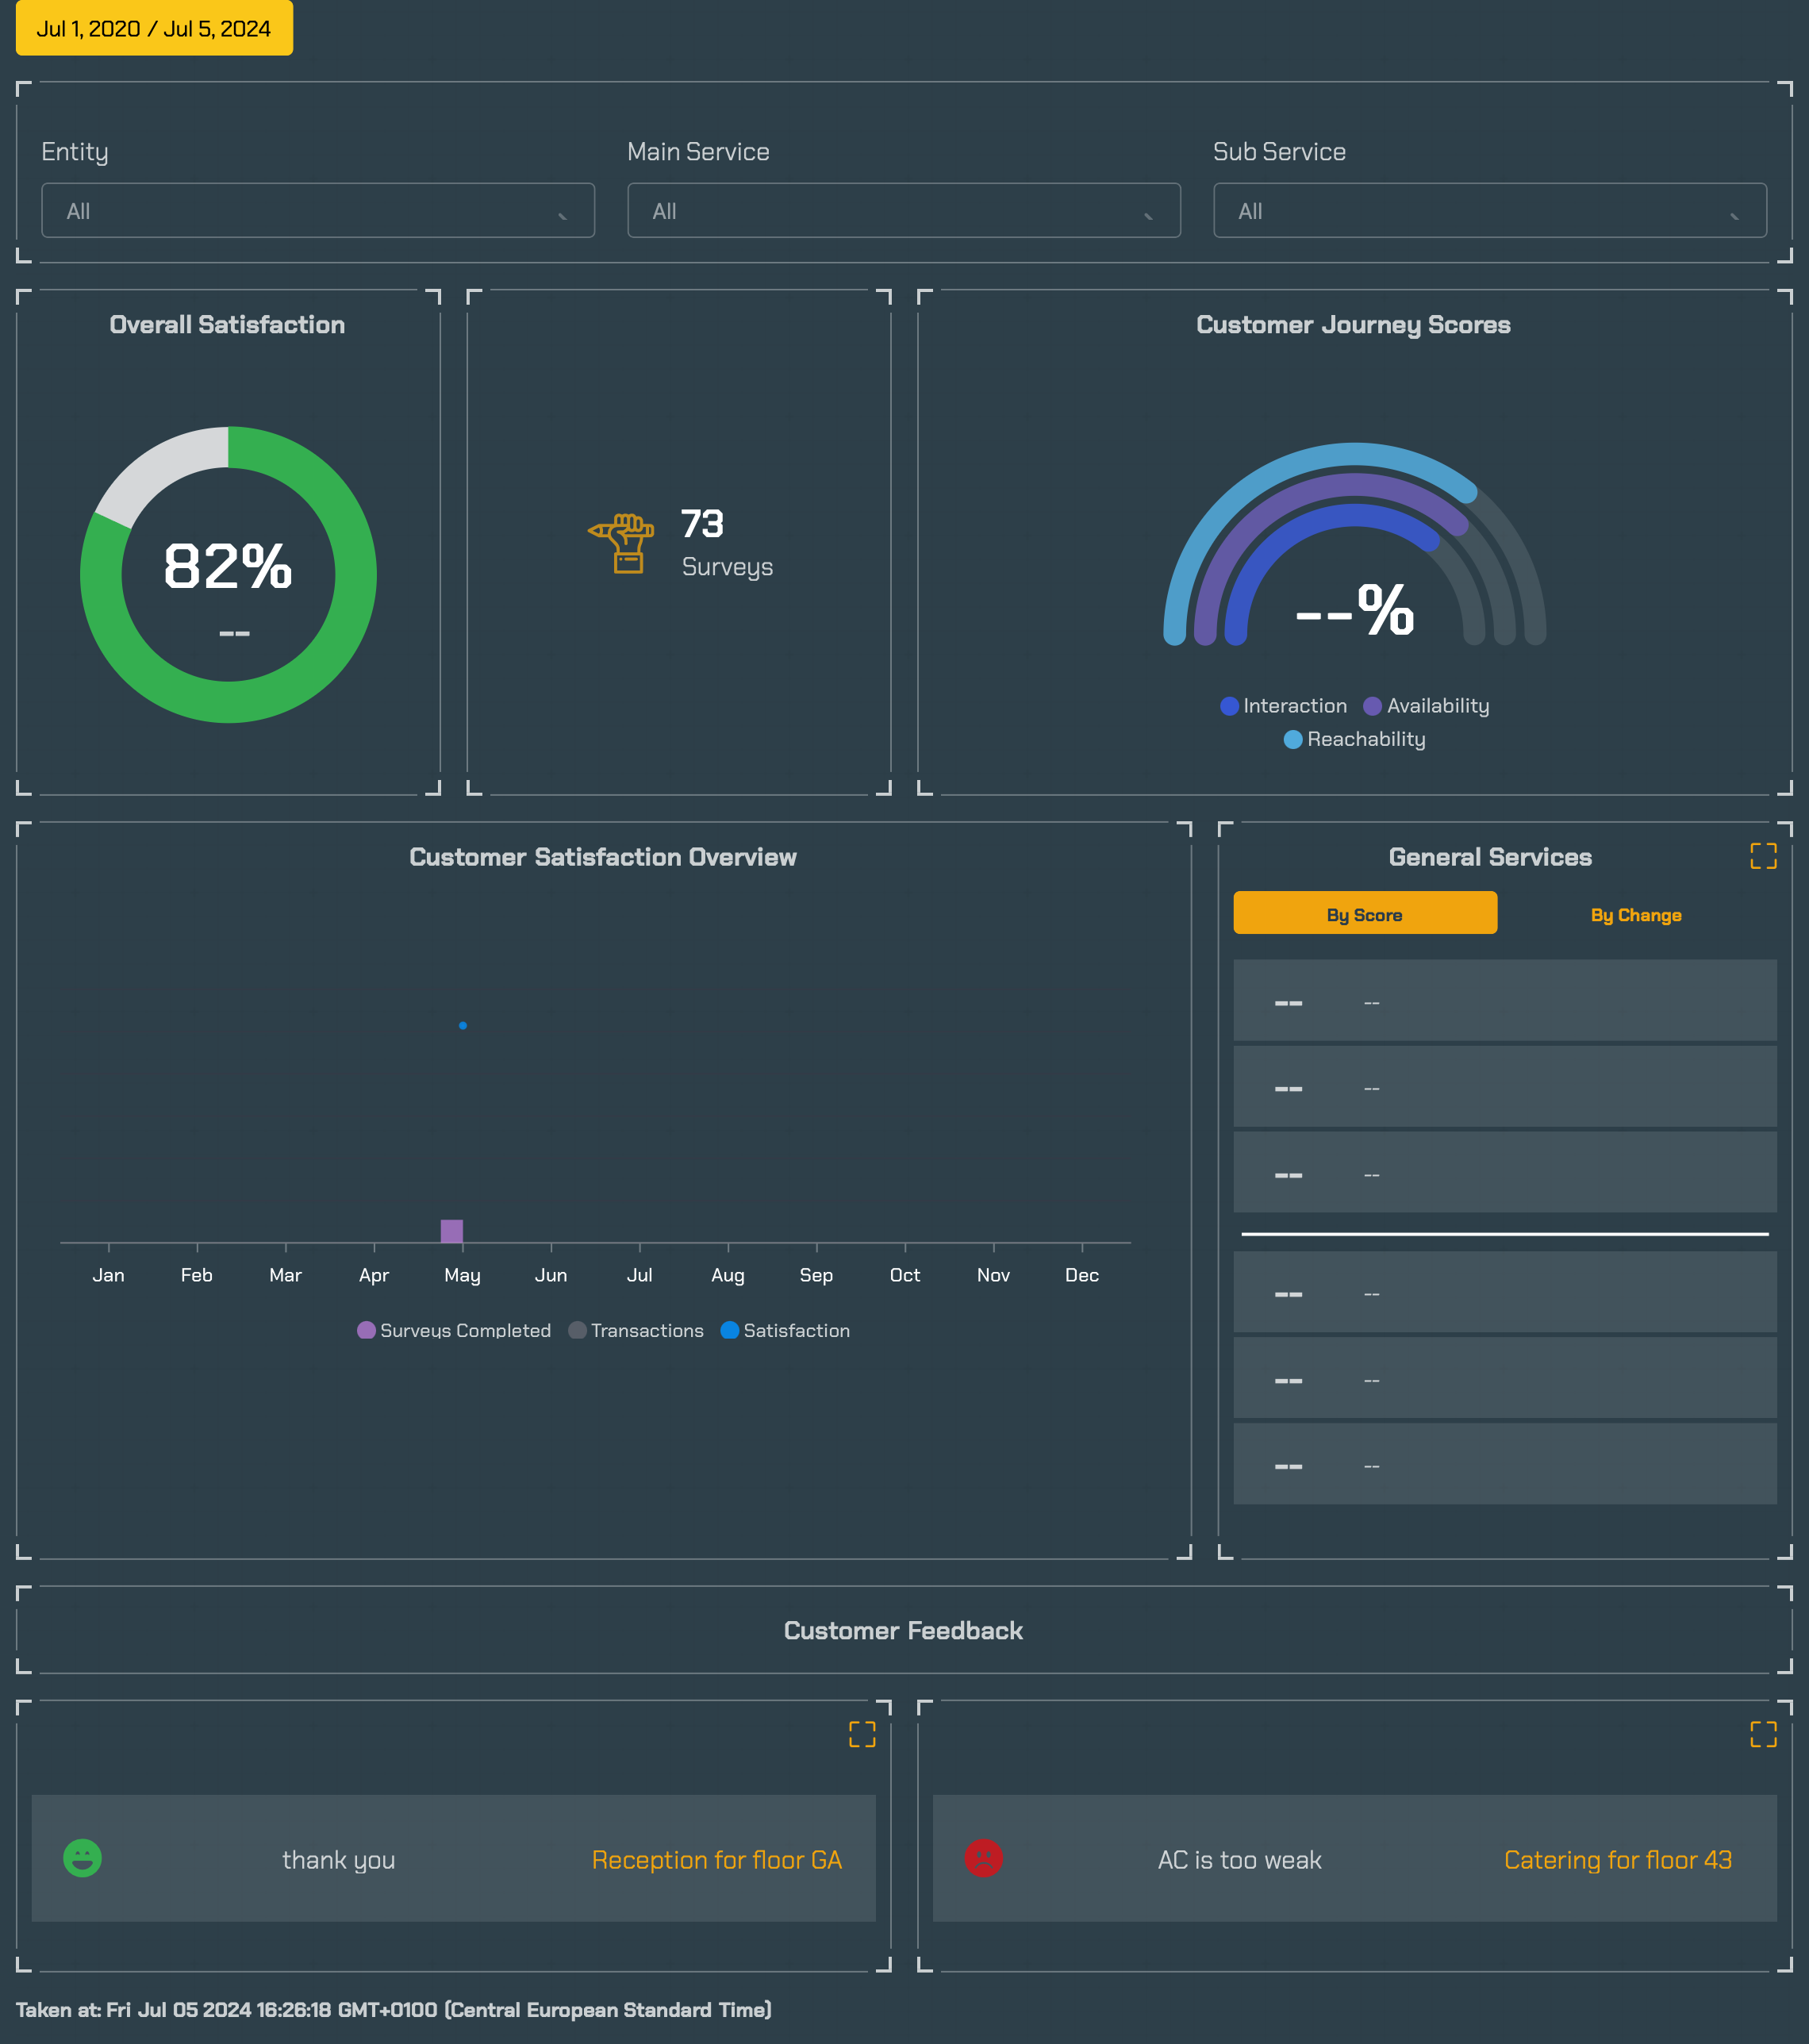 Jul 1, 2020 / Jul 5, 2024
Entity
Main Service
Sub Service
All
All
All
Overall Satisfaction
82%
--
73
Surveys
Customer Journey Scores
--%
Interaction
Availability
Reachability
Customer Satisfaction Overview
Jan Feb Mar Apr May Jun Jul Aug Sep Oct Nov Dec
Surveys Completed
Transactions
Satisfaction
General Services
By Score
By Change
-- --
-- --
-- --
-- --
-- --
-- --
Customer Feedback
thank you
Reception for floor GA
AC is too weak
Catering for floor 43
Taken at: Fri Jul 05 2024 16:26:18 GMT+0100 (Central European Standard Time)